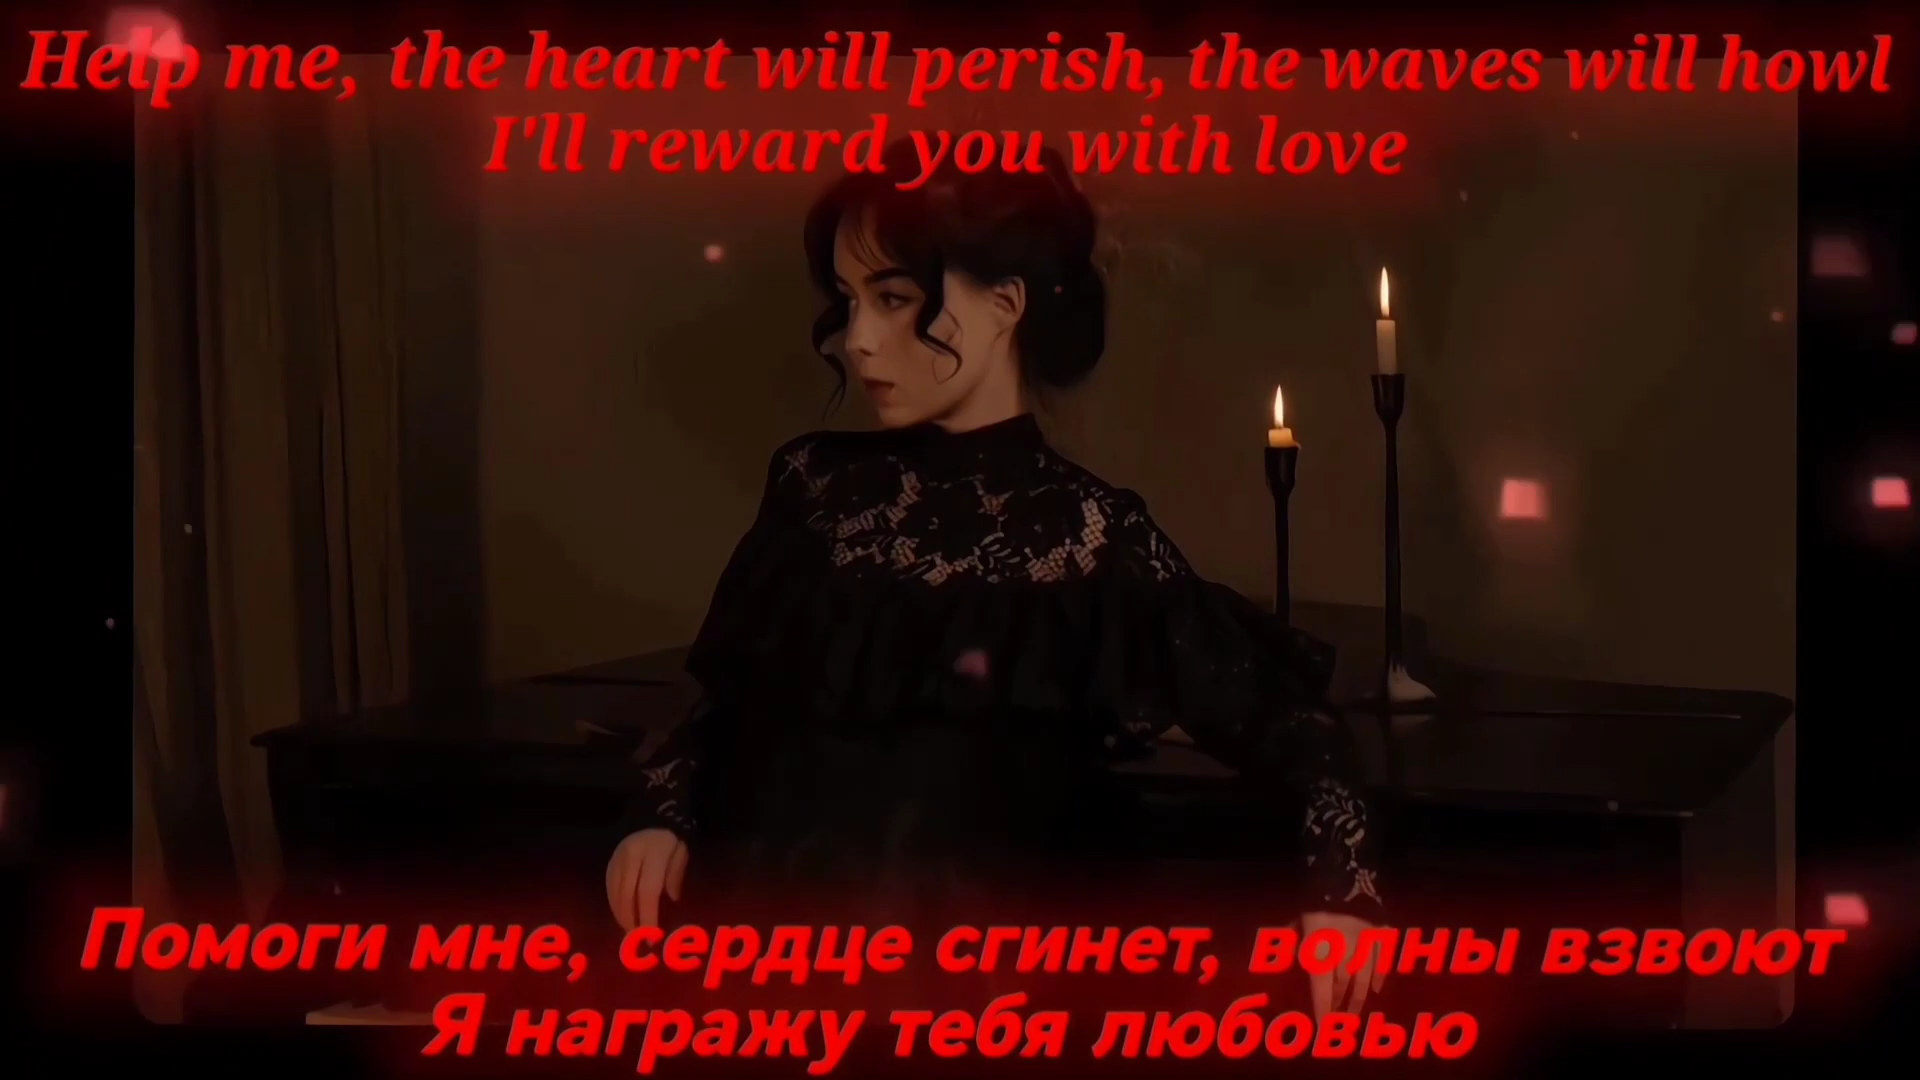 Help me, the heart will perish, the waves will howl
I'll reward you with love
Помоги мне, сердце сгинет, волны взвоют
Я награжу тебя любовью